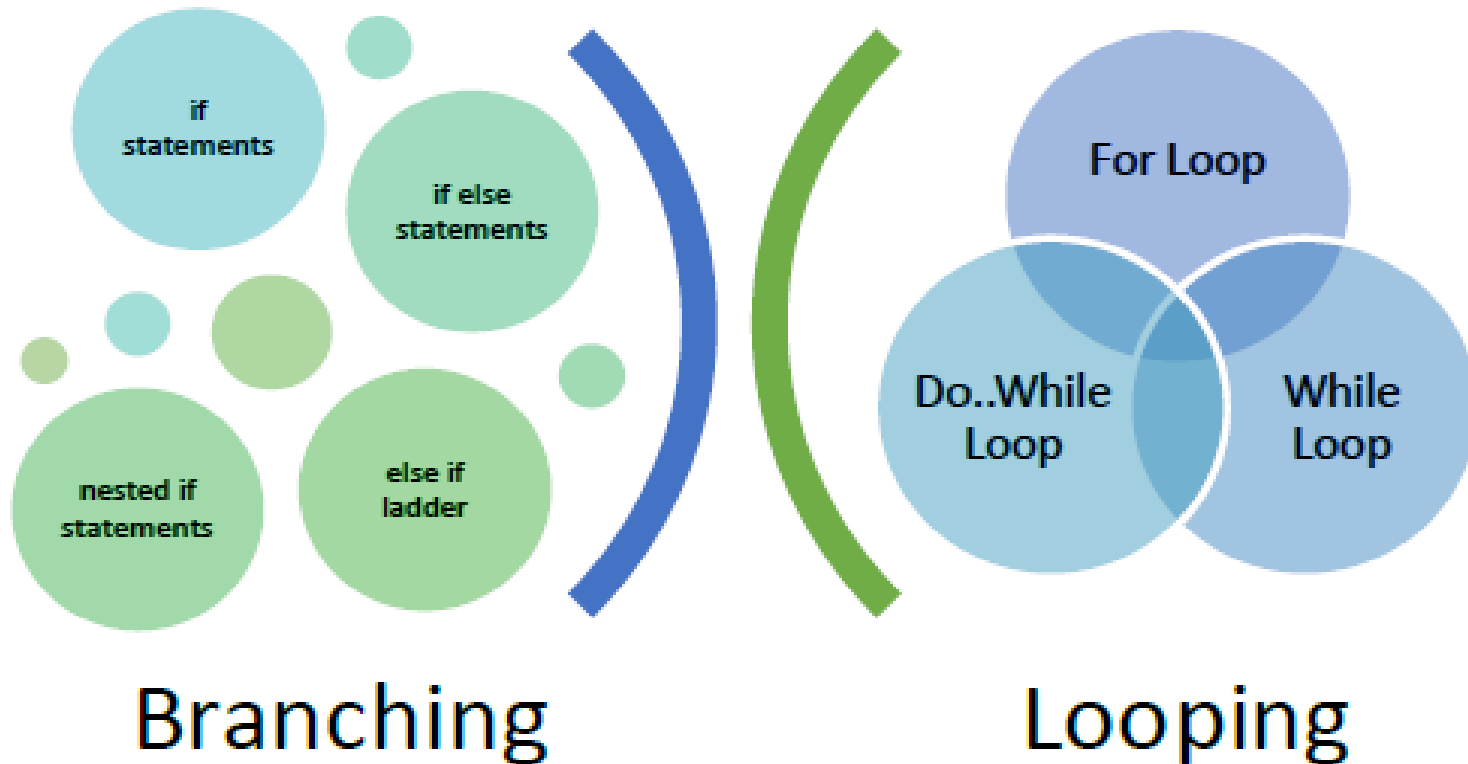 if
statements
if else
statements
nested if
statements
else if
ladder
Branching
For Loop
Do..While
Loop
While
Loop
Looping